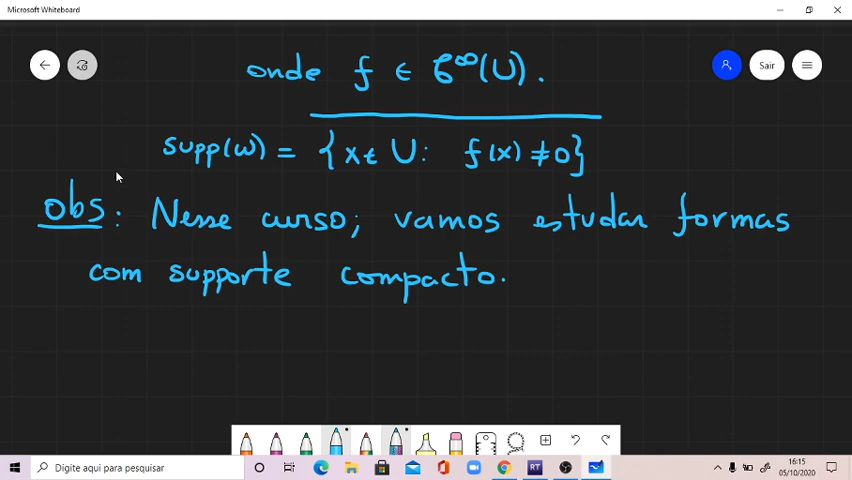 Microsoft Whiteboard
Sair
onde f ∈ C^∞(U).
supp(ω) = {x ∈ U: f(x) ≠ 0}
Obs: Nesse curso; vamos estudar formas
com supporte compacto.
Digite aqui para pesquisar
RT
16:15
05/10/2020